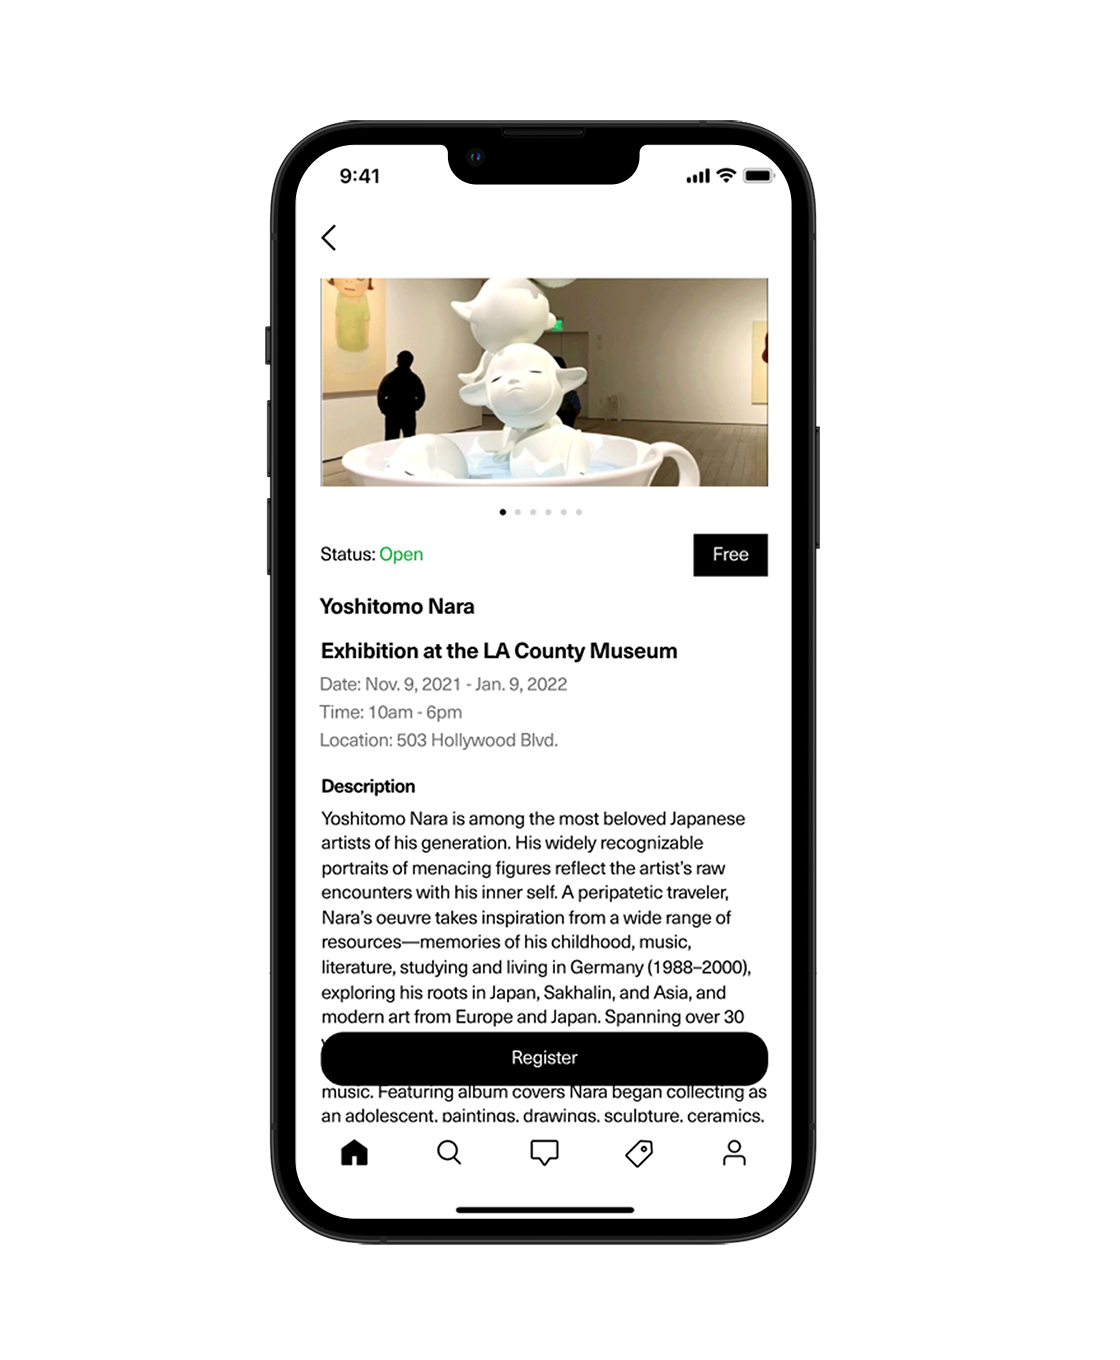 9:41
Status: Open
Free
Yoshitomo Nara
Exhibition at the LA County Museum
Date: Nov. 9, 2021 - Jan. 9, 2022
Time: 10am - 6pm
Location: 503 Hollywood Blvd.
Description
Yoshitomo Nara is among the most beloved Japanese
artists of his generation. His widely recognizable
portraits of menacing figures reflect the artist's raw
encounters with his inner self. A peripatetic traveler,
Nara's oeuvre takes inspiration from a wide range of
resources—memories of his childhood, music,
literature, studying and living in Germany (1988–2000),
exploring his roots in Japan, Sakhalin, and Asia, and
modern art from Europe and Japan. Spanning over 30
Register
music. Featuring album covers Nara began collecting as
an adolescent, paintings, drawings, sculpture, ceramics,